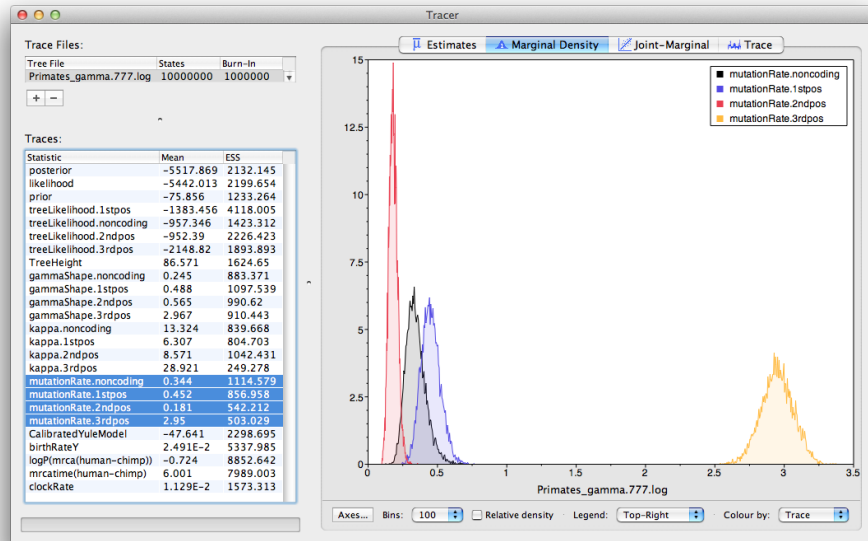 Tracer
Trace Files:
Tree File States Burn-In
Primates_gamma.777.log 10000000 1000000
+ −
Traces:
Statistic Mean ESS
posterior -5517.869 2132.145
likelihood -5442.013 2199.654
prior -75.856 1233.264
treeLikelihood.1stpos -1383.456 4118.005
treeLikelihood.noncoding -957.346 1423.312
treeLikelihood.2ndpos -952.39 2226.423
treeLikelihood.3rdpos -2148.82 1893.893
TreeHeight 86.571 1624.65
gammaShape.noncoding 0.245 883.371
gammaShape.1stpos 0.488 1097.539
gammaShape.2ndpos 0.565 990.62
gammaShape.3rdpos 2.967 910.443
kappa.noncoding 13.324 839.668
kappa.1stpos 6.307 804.703
kappa.2ndpos 8.571 1042.431
kappa.3rdpos 28.921 249.278
mutationRate.noncoding 0.344 1114.579
mutationRate.1stpos 0.452 856.958
mutationRate.2ndpos 0.181 542.212
mutationRate.3rdpos 2.95 503.029
CalibratedYuleModel -47.641 2298.695
birthRateY 2.491E-2 5337.985
logP(mrca(human-chimp)) -0.724 8852.642
mrcatime(human-chimp) 6.001 7989.003
clockRate 1.129E-2 1573.313
Estimates Marginal Density Joint-Marginal Trace
15
12.5
10
7.5
5
2.5
0
mutationRate.noncoding
mutationRate.1stpos
mutationRate.2ndpos
mutationRate.3rdpos
0 0.5 1 1.5 2 2.5 3 3.5
Primates_gamma.777.log
Axes... Bins: 100 Relative density Legend: Top-Right Colour by: Trace